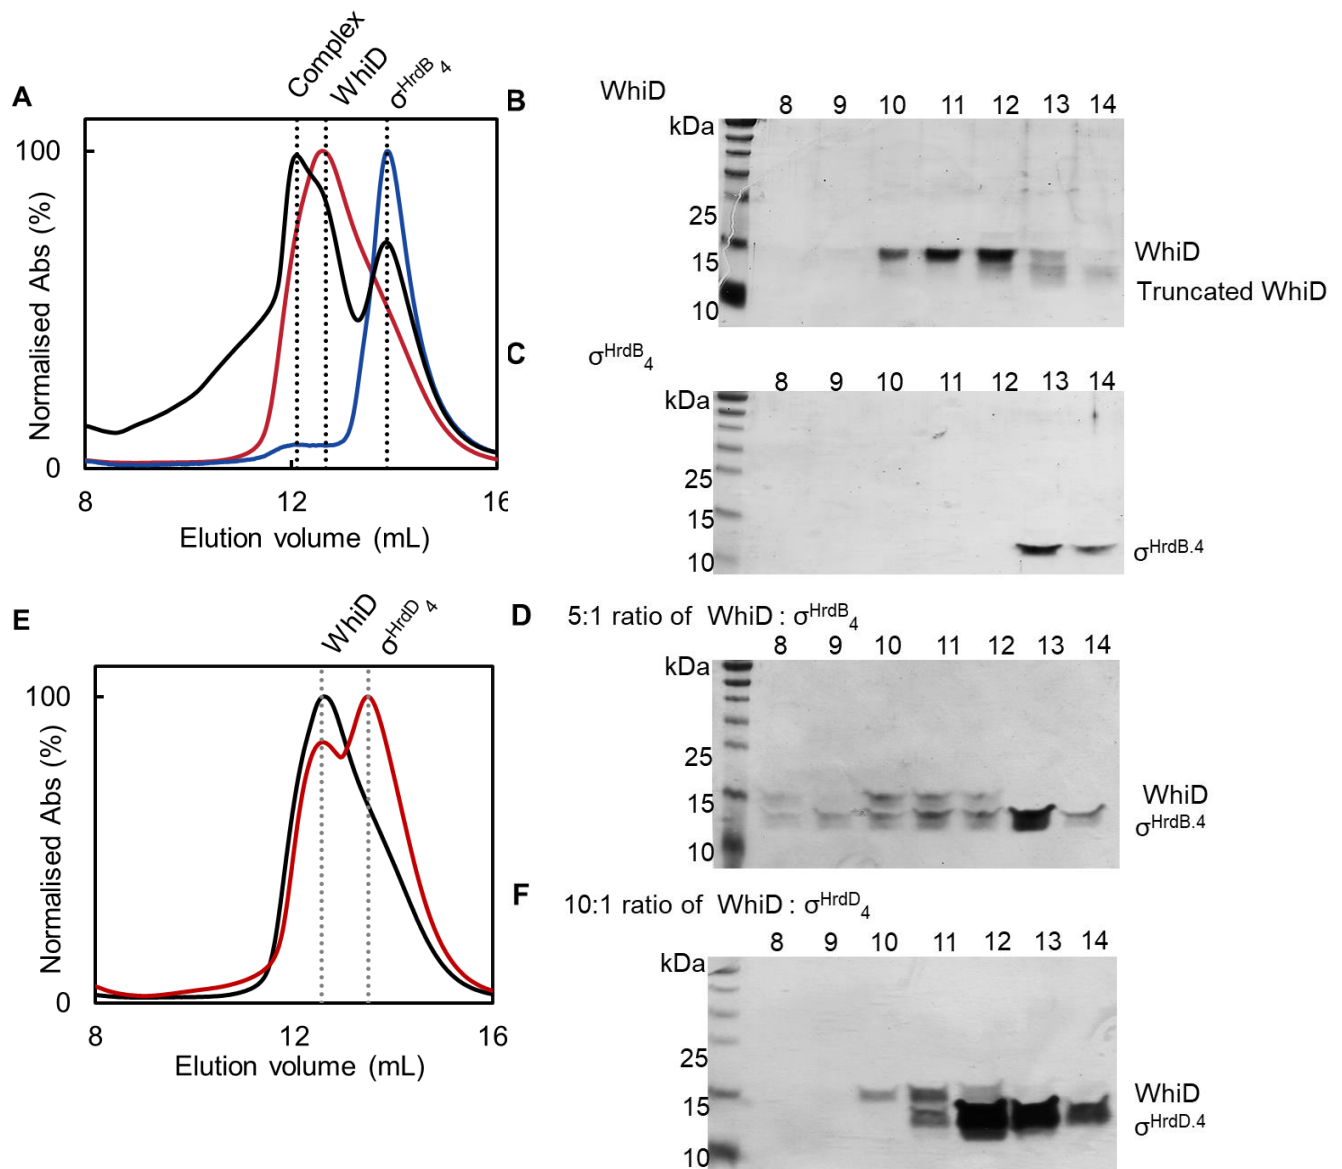 A
Complex
WhiD
σHrdB4
100
0
Normalised Abs (%)
8
12
16
Elution volume (mL)
B
WhiD
8 9 10 11 12 13 14
kDa
25
15
10
WhiD
Truncated WhiD
C
σHrdB4
8 9 10 11 12 13 14
kDa
25
15
10
σHrdB.4
E
WhiD
σHrdD4
100
0
Normalised Abs (%)
8
12
16
Elution volume (mL)
D
5:1 ratio of WhiD : σHrdB4
8 9 10 11 12 13 14
kDa
25
15
10
WhiD
σHrdB.4
F
10:1 ratio of WhiD : σHrdD4
8 9 10 11 12 13 14
kDa
25
15
10
WhiD
σHrdD.4